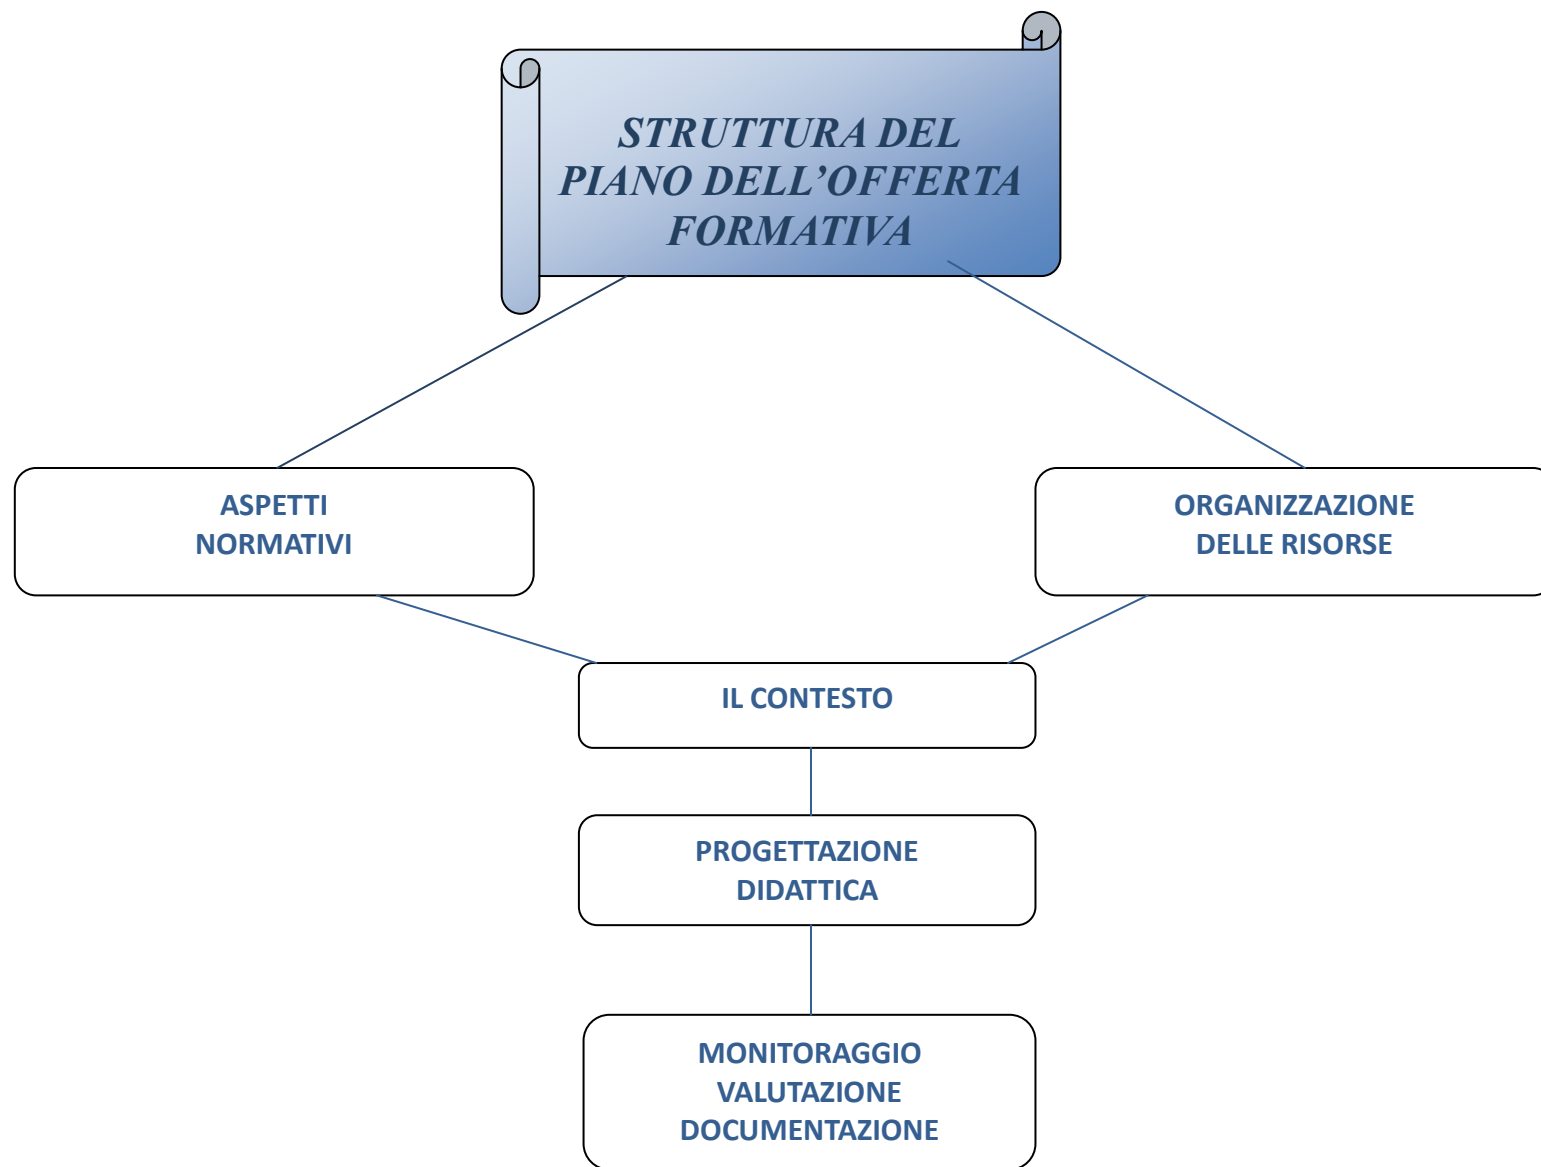 STRUTTURA DEL
PIANO DELL’OFFERTA
FORMATIVA
ASPETTI
NORMATIVI
ORGANIZZAZIONE
DELLE RISORSE
IL CONTESTO
PROGETTAZIONE
DIDATTICA
MONITORAGGIO
VALUTAZIONE
DOCUMENTAZIONE